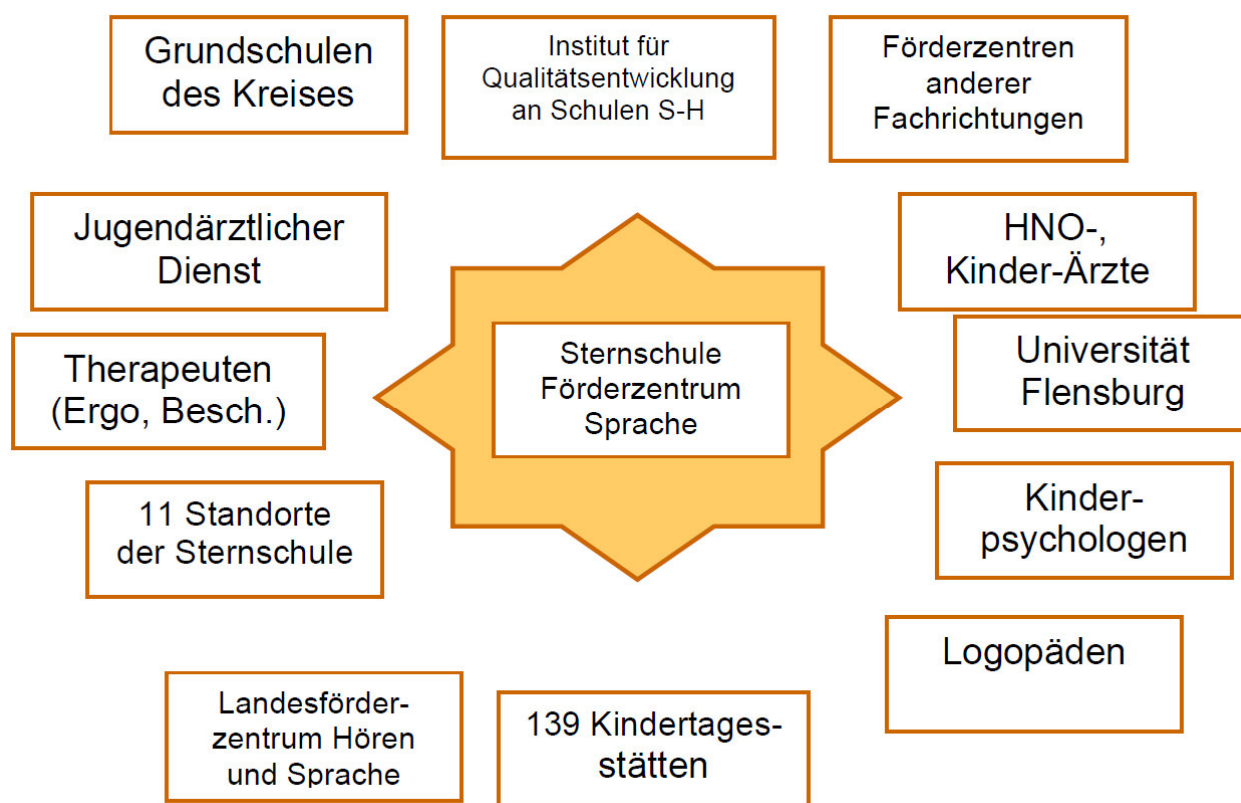 Grundschulen
des Kreises
Institut für
Qualitätsentwicklung
an Schulen S-H
Förderzentren
anderer
Fachrichtungen
Jugendärztlicher
Dienst
HNO-,
Kinder-Ärzte
Therapeuten
(Ergo, Besch.)
Sternschule
Förderzentrum
Sprache
Universität
Flensburg
11 Standorte
der Sternschule
Kinder-
psychologen
Logopäden
Landesförder-
zentrum Hören
und Sprache
139 Kindertages-
stätten